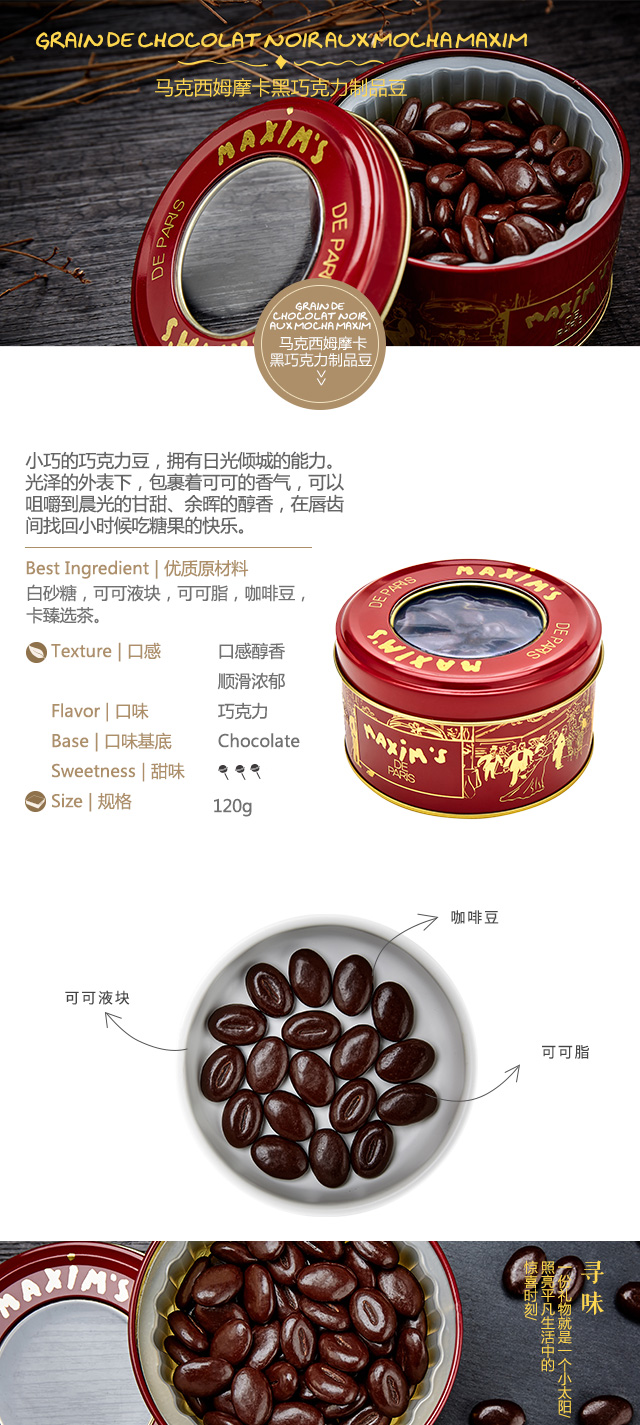 GRAIN DE CHOCOLAT NOIR AUX MOCHA MAXIM
马克西姆摩卡黑巧克力制品豆
MAXIM'S
DE PARIS
DE PARIS
MAXIM'S
GRAIN DE
CHOCOLAT NOIR
AUX MOCHA MAXIM
马克西姆摩卡
黑巧克力制品豆
小巧的巧克力豆，拥有日光倾城的能力。
光泽的外表下，包裹着可可的香气，可以
咀嚼到晨光的甘甜、余晖的醇香，在唇齿
间找回小时候吃糖果的快乐。
Best Ingredient | 优质原材料
白砂糖，可可液块，可可脂，咖啡豆，
卡臻选茶。
Texture | 口感 口感醇香
顺滑浓郁
Flavor | 口味 巧克力
Base | 口味基底 Chocolate
Sweetness | 甜味
Size | 规格 120g
MAXIM'S
DE PARIS
DE PARIS
MAXIM'S
MAXIM'S
DE
PARIS
咖啡豆
可可液块
可可脂
MAXIM'S
寻味
一份礼物就是一个小太阳
照亮平凡生活中的
惊喜时刻